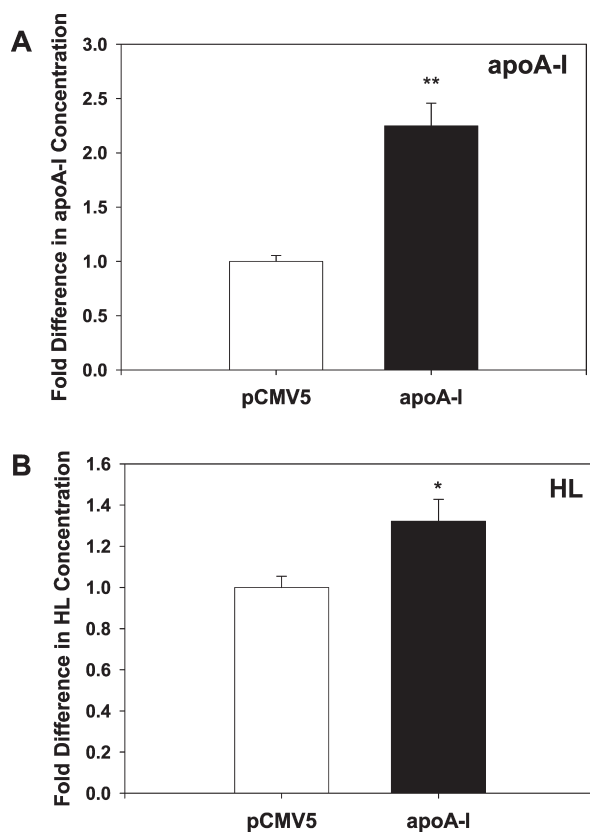 A
Fold Difference in apoA-I Concentration
3.0
2.5
2.0
1.5
1.0
0.5
0.0
apoA-I
**
pCMV5
apoA-I
B
Fold Difference in HL Concentration
1.6
1.4
1.2
1.0
0.8
0.6
0.4
0.2
0.0
HL
*
pCMV5
apoA-I